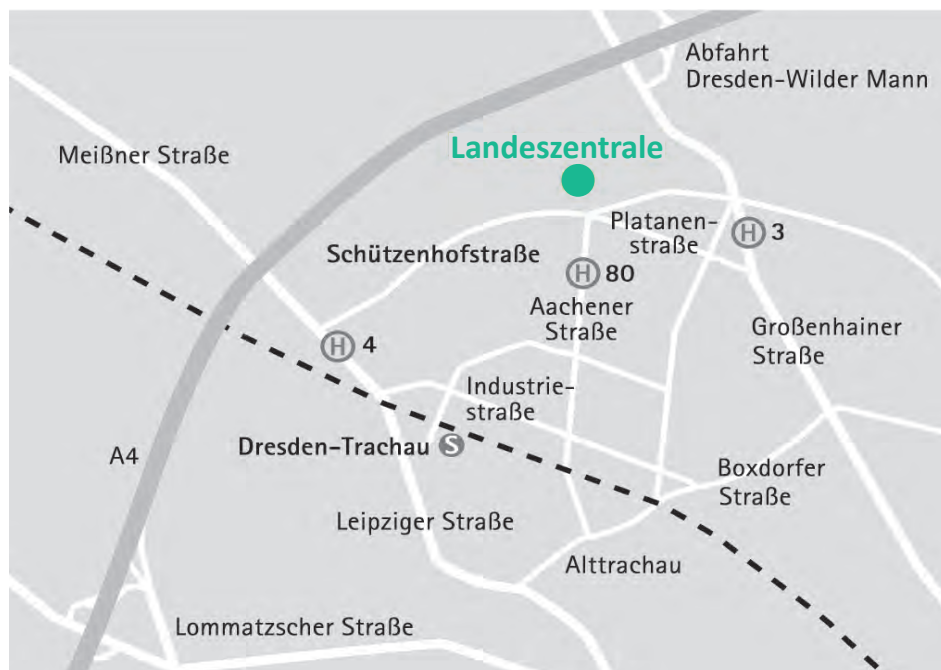 Abfahrt
Dresden-Wilder Mann
Landeszentrale
Meißner Straße
Platanen-
straße
H 3
Schützenhofstraße
H 80
Aachener
Straße
Großenhainer
Straße
H 4
Industrie-
straße
Dresden-Trachau S
A4
Boxdorfer
Straße
Leipziger Straße
Alttrachau
Lommatzscher Straße